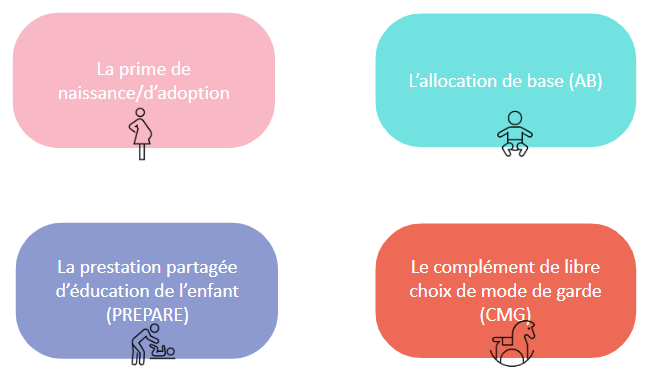 La prime de
naissance/d’adoption
L’allocation de base (AB)
La prestation partagée
d’éducation de l’enfant
(PREPARE)
Le complément de libre
choix de mode de garde
(CMG)